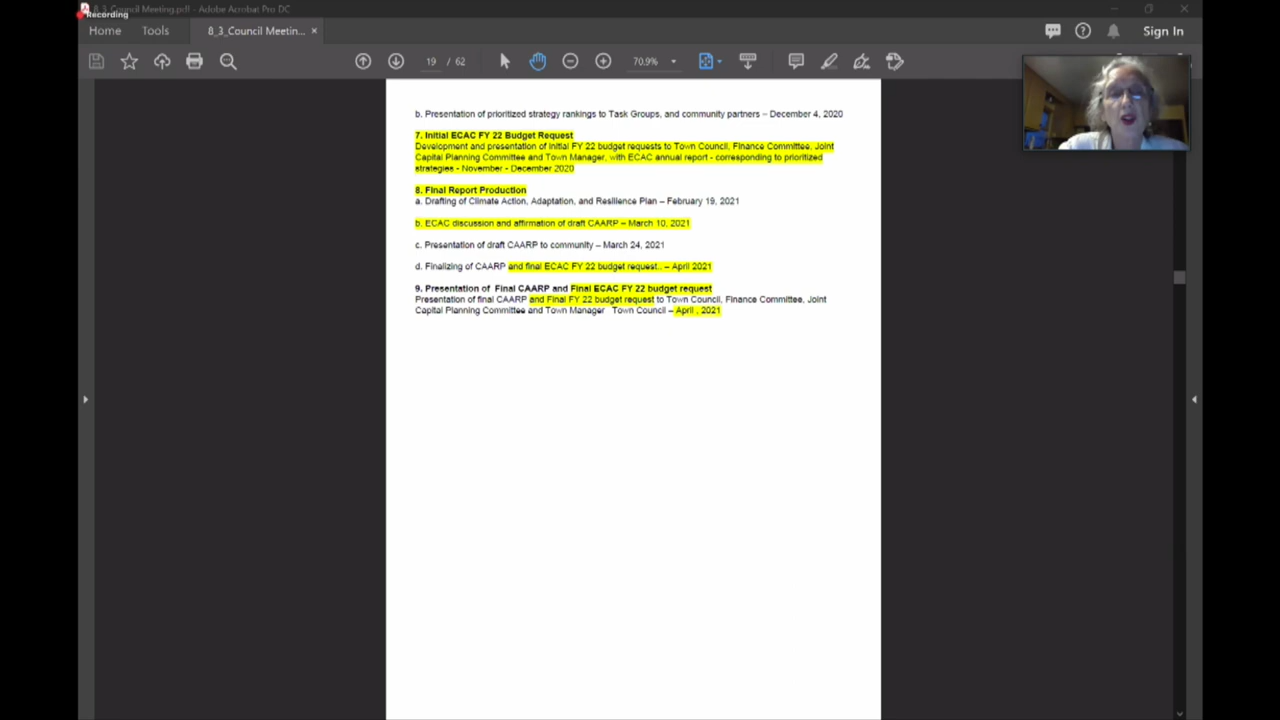 8_3_Council Meeting.pdf - Adobe Acrobat Pro DC
Recording
Home Tools 8_3_Council Meetin... × Sign In
19 / 62 70.9%
b. Presentation of prioritized strategy rankings to Task Groups, and community partners – December 4, 2020
7. Initial ECAC FY 22 Budget Request
Development and presentation of initial FY 22 budget requests to Town Council, Finance Committee, Joint
Capital Planning Committee and Town Manager, with ECAC annual report - corresponding to prioritized
strategies - November - December 2020
8. Final Report Production
a. Drafting of Climate Action, Adaptation, and Resilience Plan – February 19, 2021
b. ECAC discussion and affirmation of draft CAARP – March 10, 2021
c. Presentation of draft CAARP to community – March 24, 2021
d. Finalizing of CAARP and final ECAC FY 22 budget request.. – April 2021
9. Presentation of Final CAARP and Final ECAC FY 22 budget request
Presentation of final CAARP and Final FY 22 budget request to Town Council, Finance Committee, Joint
Capital Planning Committee and Town Manager Town Council – April , 2021